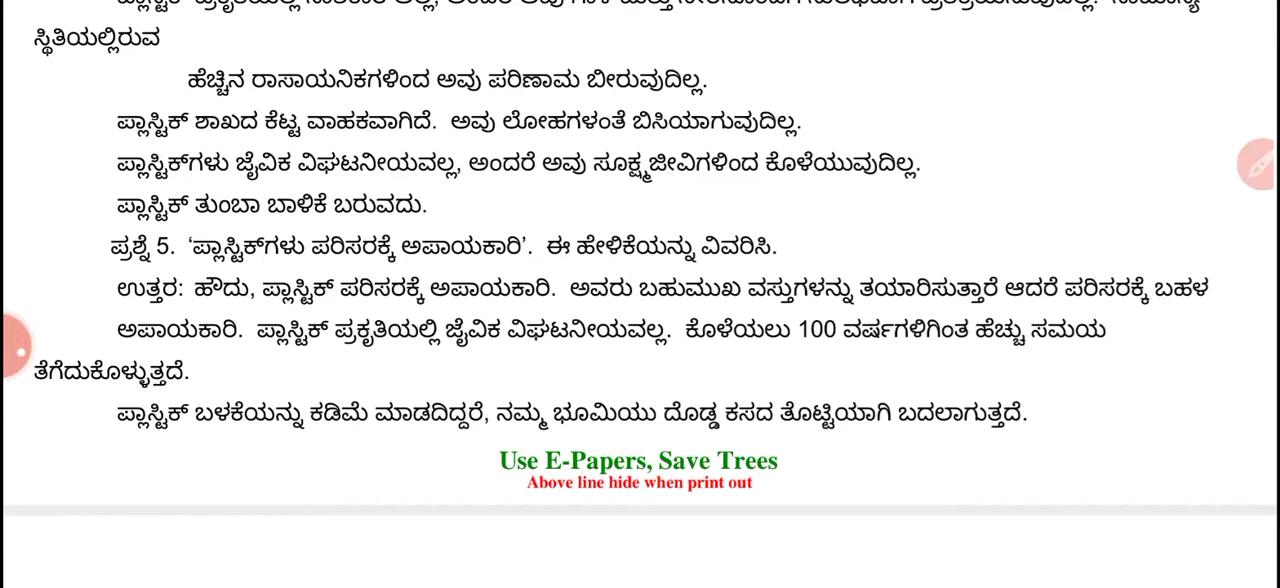 ಸ್ಥಿತಿಯಲ್ಲಿರುವ
ಹೆಚ್ಚಿನ ರಾಸಾಯನಿಕಗಳಿಂದ ಅವು ಪರಿಣಾಮ ಬೀರುವುದಿಲ್ಲ.
ಪ್ಲಾಸ್ಟಿಕ್ ಶಾಖದ ಕೆಟ್ಟ ವಾಹಕವಾಗಿದೆ. ಅವು ಲೋಹಗಳಂತೆ ಬಿಸಿಯಾಗುವುದಿಲ್ಲ.
ಪ್ಲಾಸ್ಟಿಕ್‌ಗಳು ಜೈವಿಕ ವಿಘಟನೀಯವಲ್ಲ, ಅಂದರೆ ಅವು ಸೂಕ್ಷ್ಮಜೀವಿಗಳಿಂದ ಕೊಳೆಯುವುದಿಲ್ಲ.
ಪ್ಲಾಸ್ಟಿಕ್ ತುಂಬಾ ಬಾಳಿಕೆ ಬರುವದು.
ಪ್ರಶ್ನೆ 5. ‘ಪ್ಲಾಸ್ಟಿಕ್‌ಗಳು ಪರಿಸರಕ್ಕೆ ಅಪಾಯಕಾರಿ’. ಈ ಹೇಳಿಕೆಯನ್ನು ವಿವರಿಸಿ.
ಉತ್ತರ: ಹೌದು, ಪ್ಲಾಸ್ಟಿಕ್ ಪರಿಸರಕ್ಕೆ ಅಪಾಯಕಾರಿ. ಅವರು ಬಹುಮುಖ ವಸ್ತುಗಳನ್ನು ತಯಾರಿಸುತ್ತಾರೆ ಆದರೆ ಪರಿಸರಕ್ಕೆ ಬಹಳ
ಅಪಾಯಕಾರಿ. ಪ್ಲಾಸ್ಟಿಕ್ ಪ್ರಕೃತಿಯಲ್ಲಿ ಜೈವಿಕ ವಿಘಟನೀಯವಲ್ಲ. ಕೊಳೆಯಲು 100 ವರ್ಷಗಳಿಗಿಂತ ಹೆಚ್ಚು ಸಮಯ
ತೆಗೆದುಕೊಳ್ಳುತ್ತದೆ.
ಪ್ಲಾಸ್ಟಿಕ್ ಬಳಕೆಯನ್ನು ಕಡಿಮೆ ಮಾಡದಿದ್ದರೆ, ನಮ್ಮ ಭೂಮಿಯು ದೊಡ್ಡ ಕಸದ ತೊಟ್ಟಿಯಾಗಿ ಬದಲಾಗುತ್ತದೆ.
Use E-Papers, Save Trees
Above line hide when print out